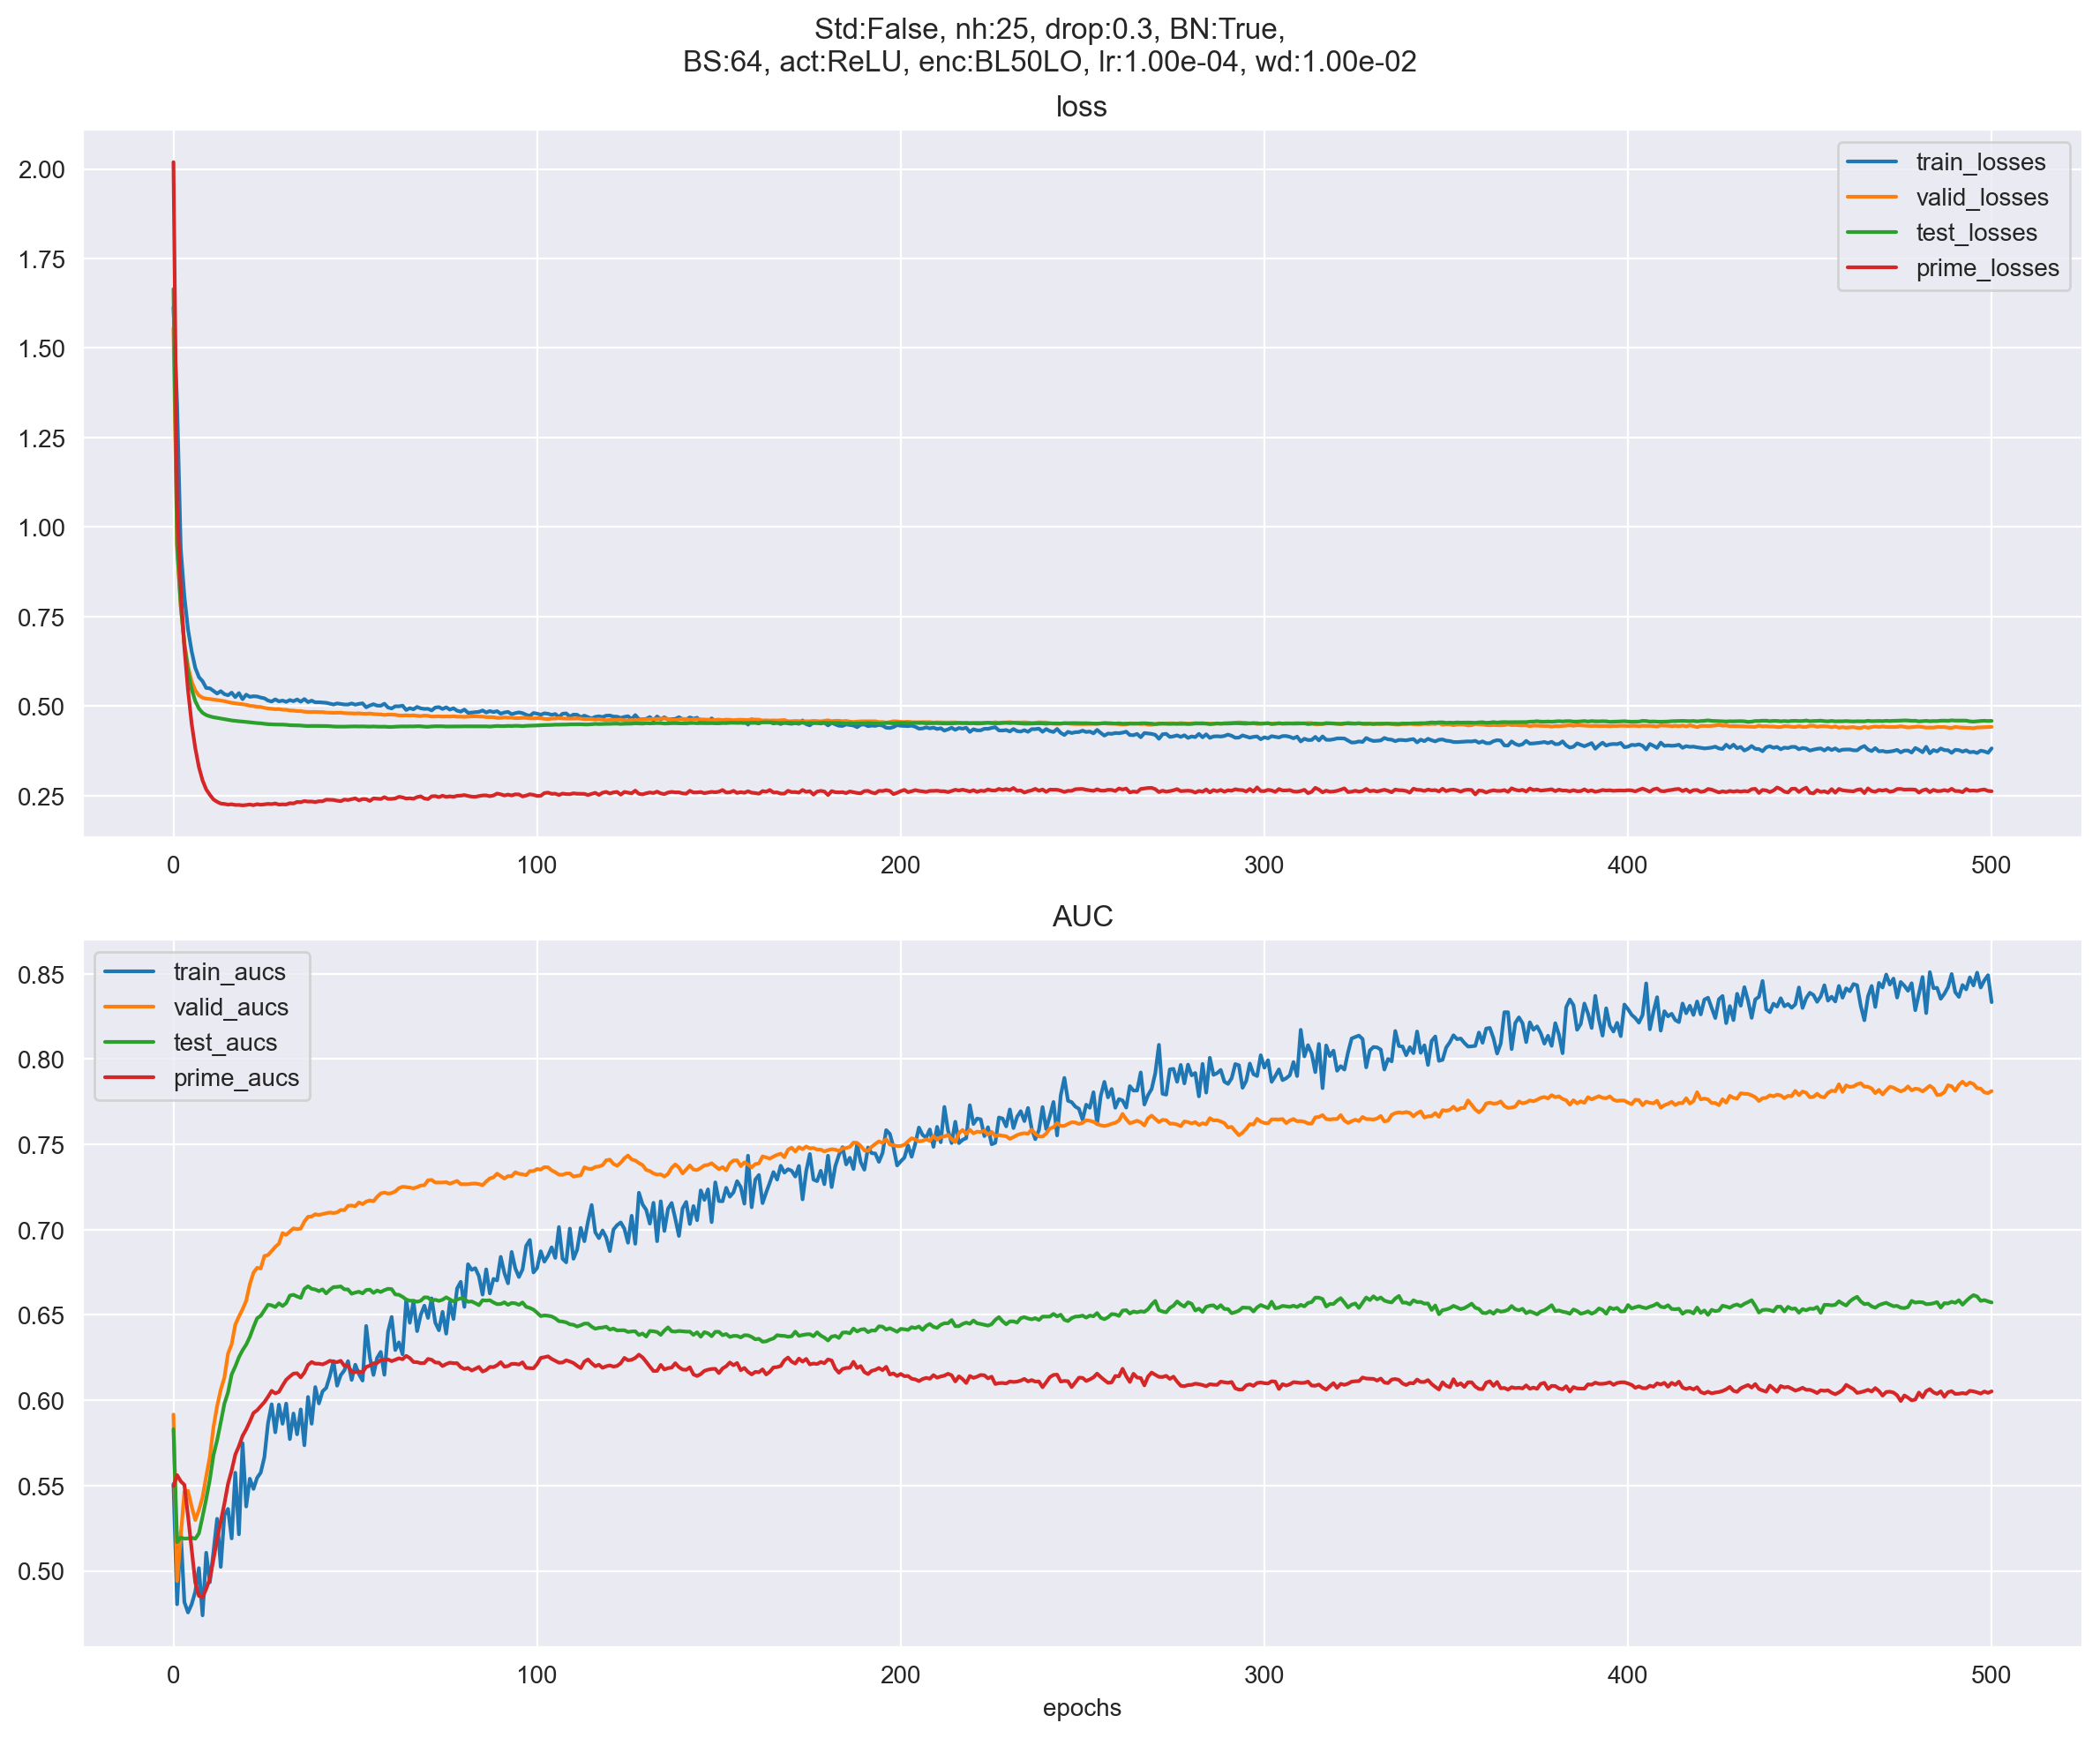 Std:False, nh:25, drop:0.3, BN:True,
BS:64, act:ReLU, enc:BL50LO, lr:1.00e-04, wd:1.00e-02
loss
2.00
1.75
1.50
1.25
1.00
0.75
0.50
0.25
train_losses
valid_losses
test_losses
prime_losses
0 100 200 300 400 500
AUC
0.85
0.80
0.75
0.70
0.65
0.60
0.55
0.50
train_aucs
valid_aucs
test_aucs
prime_aucs
0 100 200 300 400 500
epochs